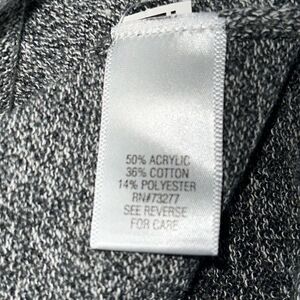 50% ACRYLIC
36% COTTON
14% POLYESTER
RN#73277
SEE REVERSE
FOR CARE